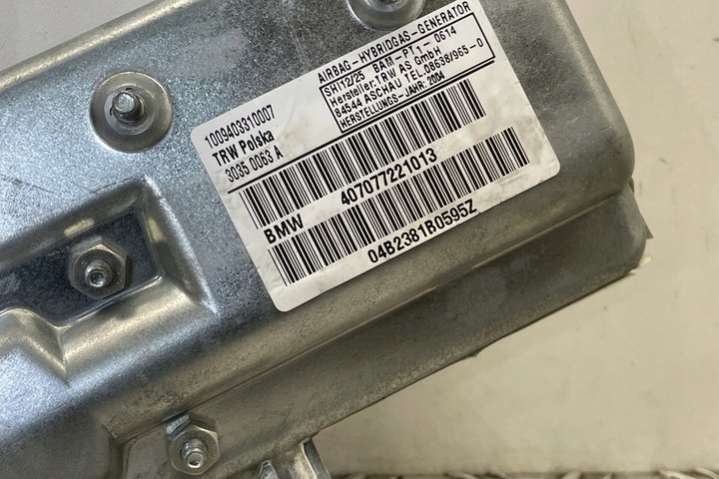 1009403310007
TRW Polska
3035 0063 A
AIRBAG-HYBRIDGAS-GENERATOR
SHI12/25 BAM-PT1-0614
Hersteller:TRW AS GmbH
84544 ASCHAU TEL.08638/965-0
HERSTELLUNGS-JAHR: 2004
BMW 407077221013
04B2381B0595Z